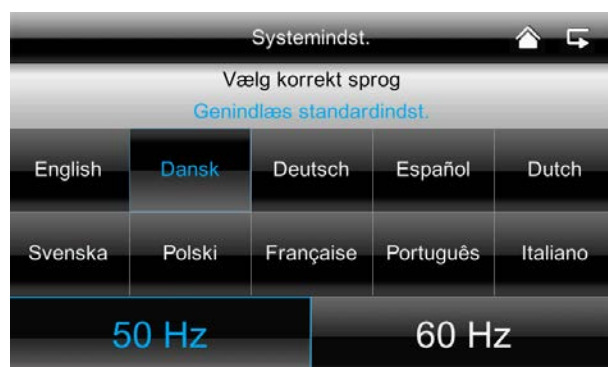 Systemindst.
Vælg korrekt sprog
Genindlæs standardindst.
English Dansk Deutsch Español Dutch
Svenska Polski Française Português Italiano
50 Hz 60 Hz